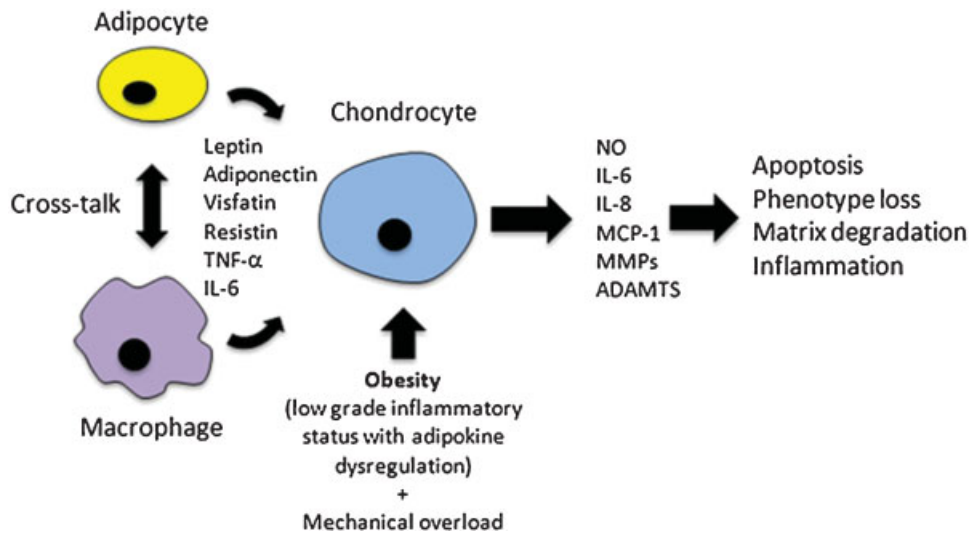 Adipocyte
Cross-talk
Macrophage
Leptin
Adiponectin
Visfatin
Resistin
TNF-α
IL-6
Chondrocyte
Obesity
(low grade inflammatory
status with adipokine
dysregulation)
+
Mechanical overload
NO
IL-6
IL-8
MCP-1
MMPs
ADAMTS
Apoptosis
Phenotype loss
Matrix degradation
Inflammation